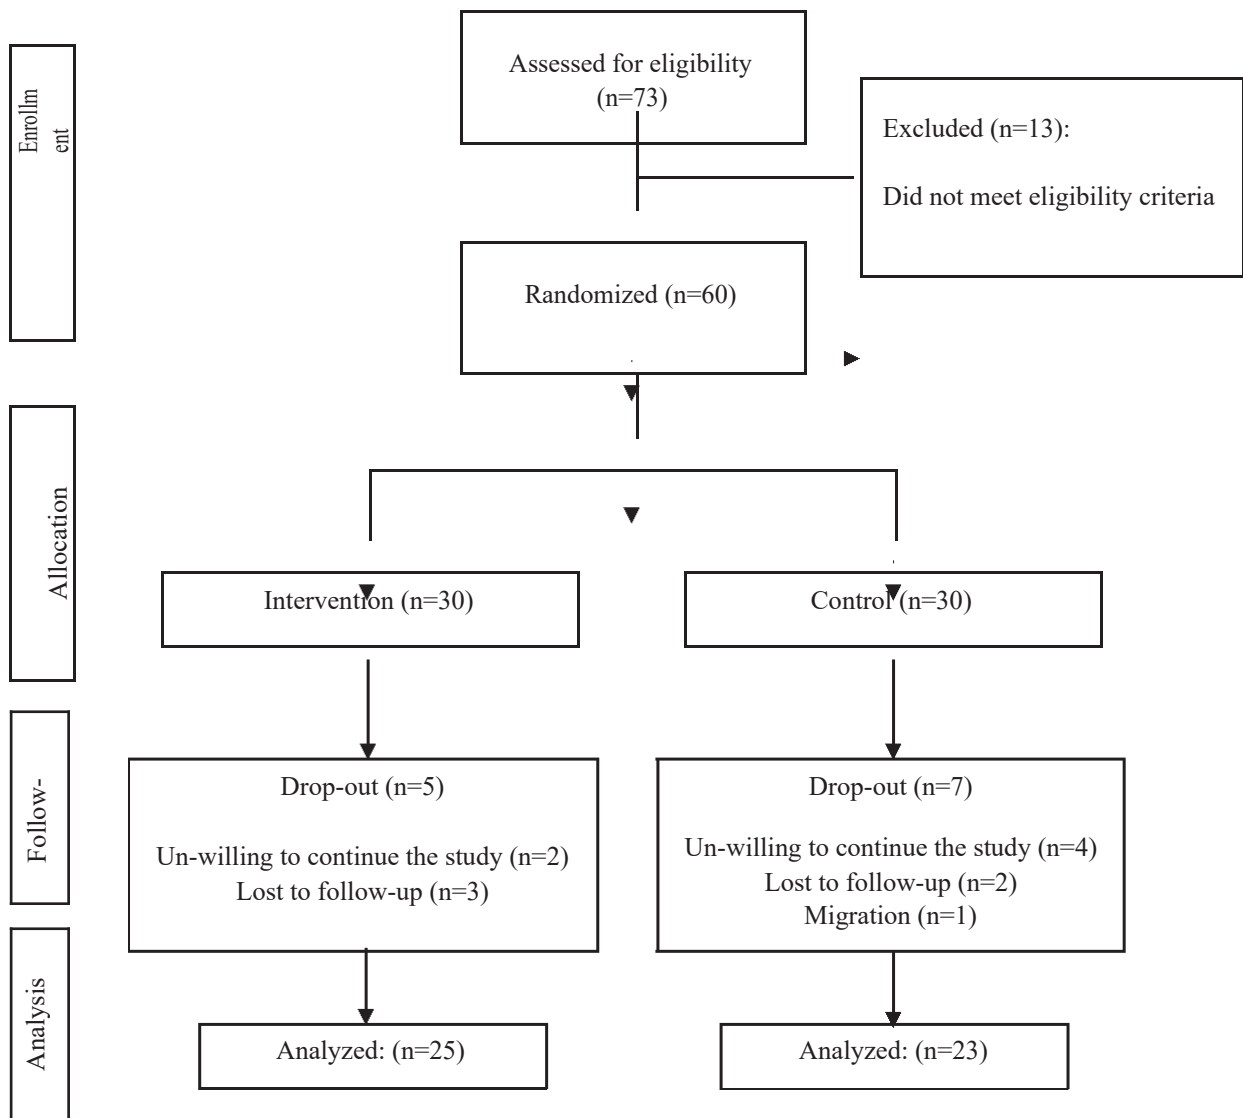 Enrollm
ent
Assessed for eligibility
(n=73)
Excluded (n=13):
Did not meet eligibility criteria
Randomized (n=60)
Allocation
Intervention (n=30)
Control (n=30)
Follow-
Drop-out (n=5)
Un-willing to continue the study (n=2)
Lost to follow-up (n=3)
Drop-out (n=7)
Un-willing to continue the study (n=4)
Lost to follow-up (n=2)
Migration (n=1)
Analysis
Analyzed: (n=25)
Analyzed: (n=23)